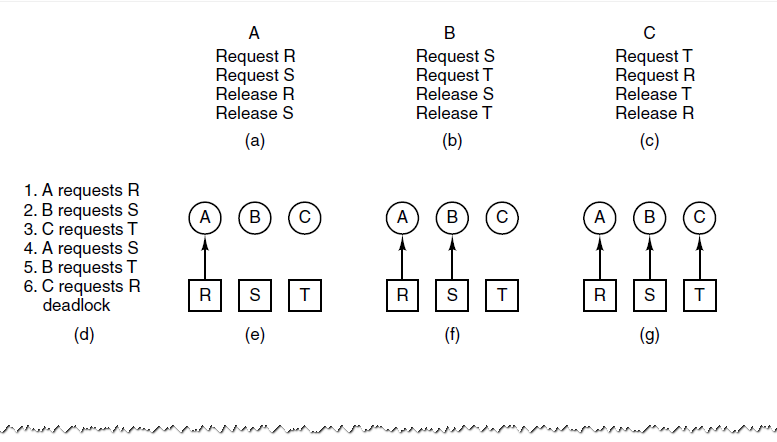 A B C
Request R Request S Request T
Request S Request T Request R
Release R Release S Release T
Release S Release T Release R
(a) (b) (c)
1. A requests R
2. B requests S
3. C requests T
4. A requests S
5. B requests T
6. C requests R
deadlock
(d)
A B C
R S T
(e)
A B C
R S T
(f)
A B C
R S T
(g)